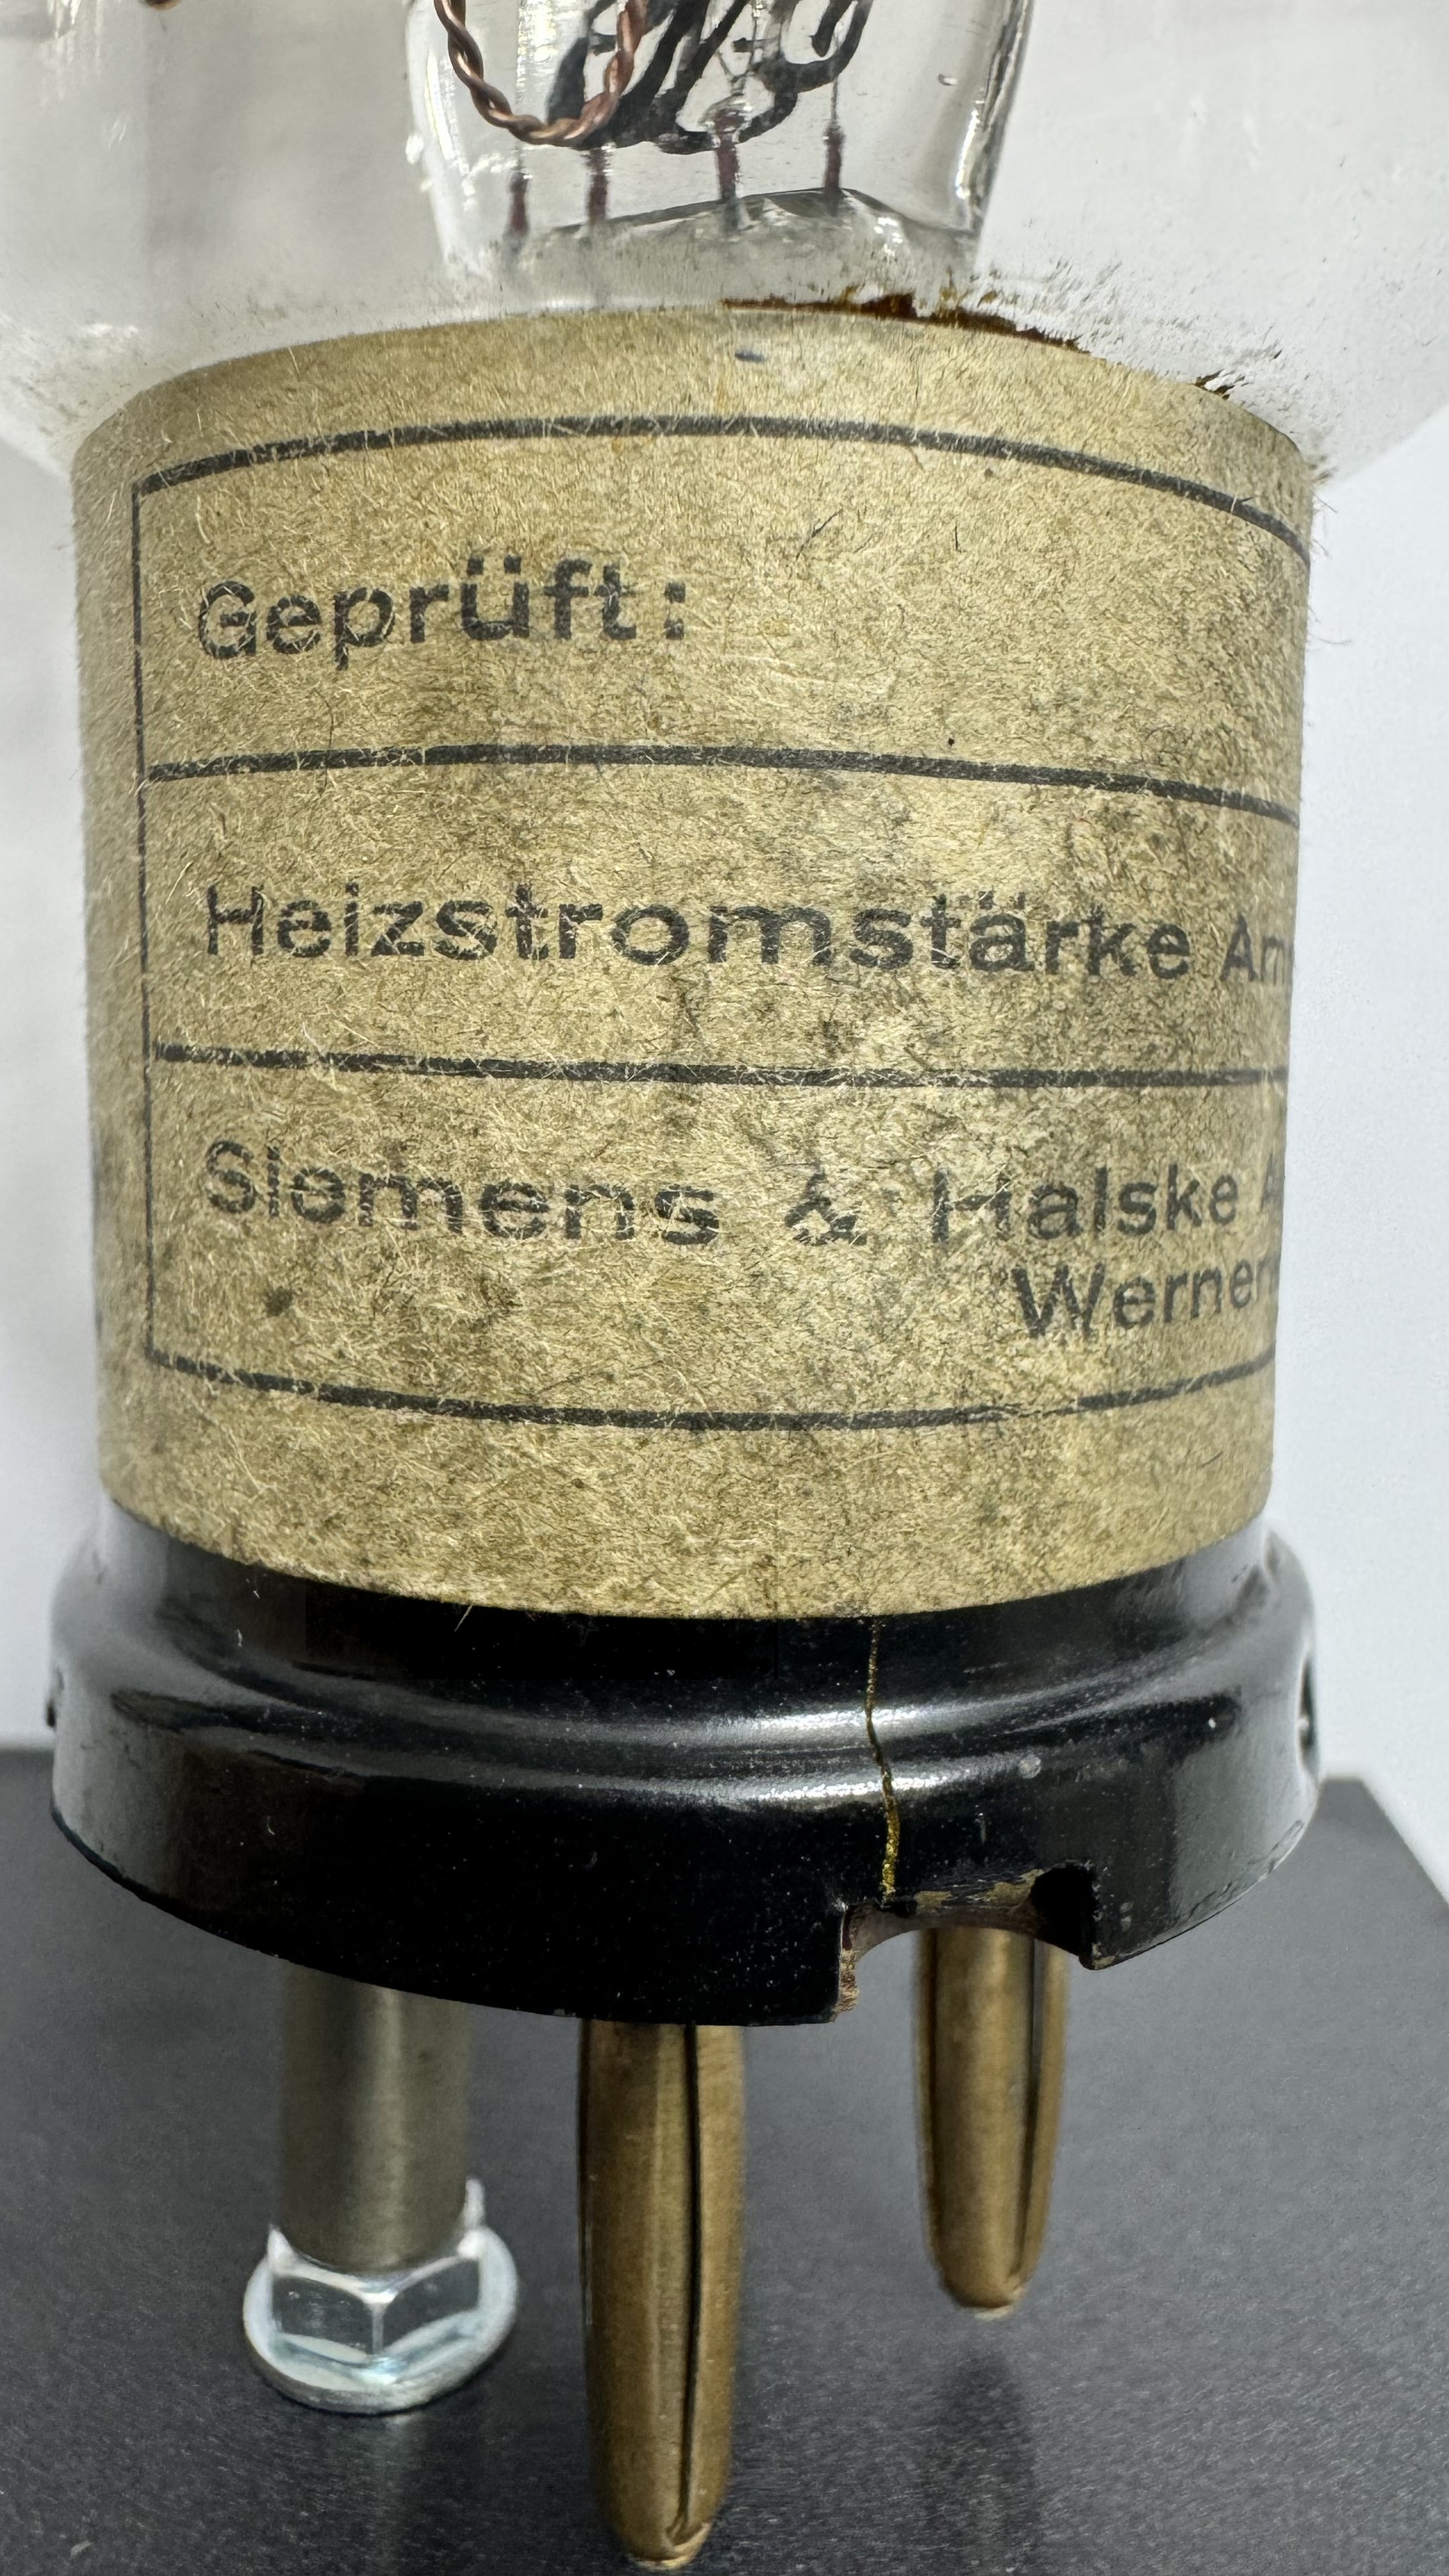 Geprüft:
Heizstromstärke Am
Siemens & Halske A
Werner